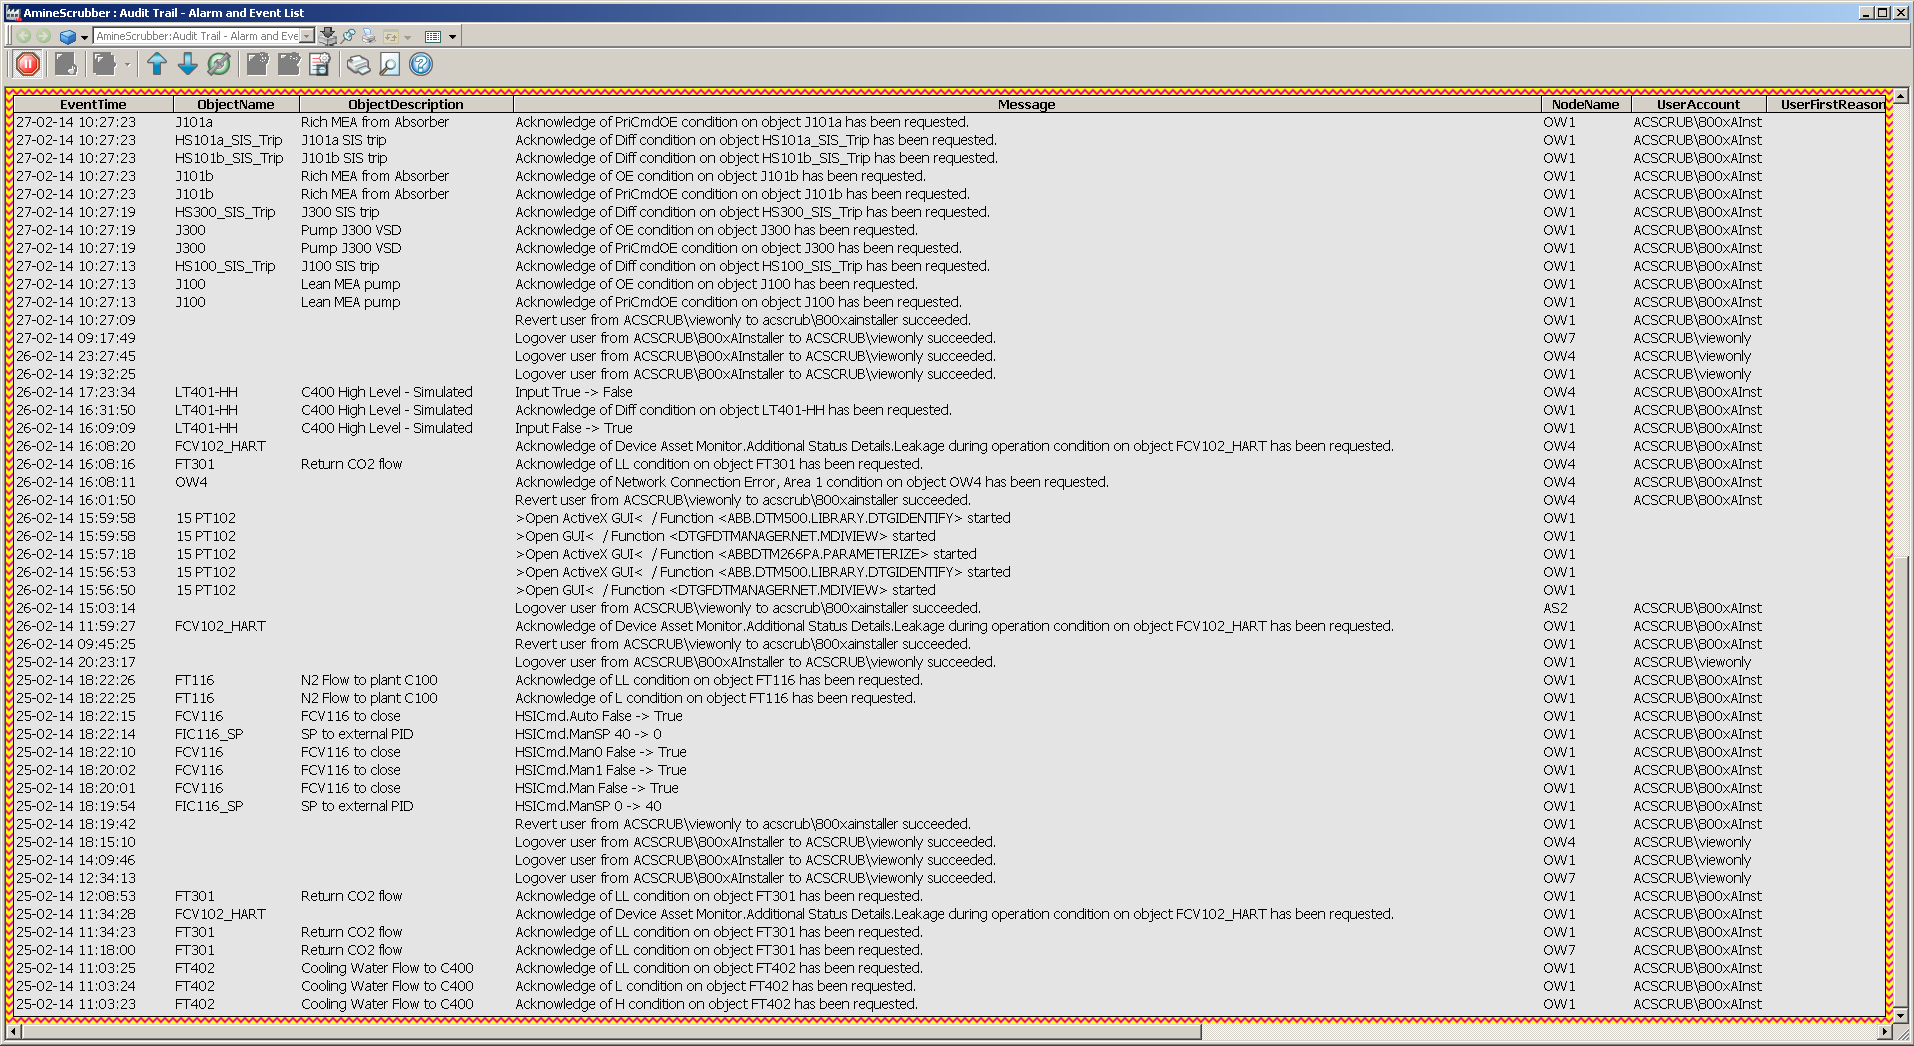 AmineScrubber : Audit Trail - Alarm and Event List
AmineScrubber:Audit Trail - Alarm and Eve
EventTime ObjectName ObjectDescription Message NodeName UserAccount UserFirstReason
27-02-14 10:27:23 J101a Rich MEA from Absorber Acknowledge of PriCmdOE condition on object J101a has been requested. OW1 ACSCRUB\800xAInst
27-02-14 10:27:23 HS101a_SIS_Trip J101a SIS trip Acknowledge of Diff condition on object HS101a_SIS_Trip has been requested. OW1 ACSCRUB\800xAInst
27-02-14 10:27:23 HS101b_SIS_Trip J101b SIS trip Acknowledge of Diff condition on object HS101b_SIS_Trip has been requested. OW1 ACSCRUB\800xAInst
27-02-14 10:27:23 J101b Rich MEA from Absorber Acknowledge of OE condition on object J101b has been requested. OW1 ACSCRUB\800xAInst
27-02-14 10:27:23 J101b Rich MEA from Absorber Acknowledge of PriCmdOE condition on object J101b has been requested. OW1 ACSCRUB\800xAInst
27-02-14 10:27:19 HS300_SIS_Trip J300 SIS trip Acknowledge of Diff condition on object HS300_SIS_Trip has been requested. OW1 ACSCRUB\800xAInst
27-02-14 10:27:19 J300 Pump J300 VSD Acknowledge of OE condition on object J300 has been requested. OW1 ACSCRUB\800xAInst
27-02-14 10:27:19 J300 Pump J300 VSD Acknowledge of PriCmdOE condition on object J300 has been requested. OW1 ACSCRUB\800xAInst
27-02-14 10:27:13 HS100_SIS_Trip J100 SIS trip Acknowledge of Diff condition on object HS100_SIS_Trip has been requested. OW1 ACSCRUB\800xAInst
27-02-14 10:27:13 J100 Lean MEA pump Acknowledge of OE condition on object J100 has been requested. OW1 ACSCRUB\800xAInst
27-02-14 10:27:13 J100 Lean MEA pump Acknowledge of PriCmdOE condition on object J100 has been requested. OW1 ACSCRUB\800xAInst
27-02-14 10:27:09 Revert user from ACSCRUB\viewonly to acscrub\800xainstaller succeeded. OW1 ACSCRUB\800xAInst
27-02-14 09:17:49 Logover user from ACSCRUB\800xAInstaller to ACSCRUB\viewonly succeeded. OW7 ACSCRUB\viewonly
26-02-14 23:27:45 Logover user from ACSCRUB\800xAInstaller to ACSCRUB\viewonly succeeded. OW4 ACSCRUB\viewonly
26-02-14 19:32:25 Logover user from ACSCRUB\800xAInstaller to ACSCRUB\viewonly succeeded. OW1 ACSCRUB\viewonly
26-02-14 17:23:34 LT401-HH C400 High Level - Simulated Input True -> False OW4 ACSCRUB\800xAInst
26-02-14 16:31:50 LT401-HH C400 High Level - Simulated Acknowledge of Diff condition on object LT401-HH has been requested. OW1 ACSCRUB\800xAInst
26-02-14 16:09:09 LT401-HH C400 High Level - Simulated Input False -> True OW1 ACSCRUB\800xAInst
26-02-14 16:08:20 FCV102_HART Acknowledge of Device Asset Monitor.Additional Status Details.Leakage during operation condition on object FCV102_HART has been requested. OW4 ACSCRUB\800xAInst
26-02-14 16:08:16 FT301 Return CO2 flow Acknowledge of LL condition on object FT301 has been requested. OW4 ACSCRUB\800xAInst
26-02-14 16:08:11 OW4 Acknowledge of Network Connection Error, Area 1 condition on object OW4 has been requested. OW4 ACSCRUB\800xAInst
26-02-14 16:01:50 Revert user from ACSCRUB\viewonly to acscrub\800xainstaller succeeded. OW4 ACSCRUB\800xAInst
26-02-14 15:59:58 15 PT102 >Open ActiveX GUI< / Function <ABB.DTM500.LIBRARY.DTGIDENTIFY> started OW1
26-02-14 15:59:58 15 PT102 >Open GUI< / Function <DTGFDTMANAGERNET.MDIVIEW> started OW1
26-02-14 15:57:18 15 PT102 >Open ActiveX GUI< / Function <ABBDTM266PA.PARAMETERIZE> started OW1
26-02-14 15:56:53 15 PT102 >Open ActiveX GUI< / Function <ABB.DTM500.LIBRARY.DTGIDENTIFY> started OW1
26-02-14 15:56:50 15 PT102 >Open GUI< / Function <DTGFDTMANAGERNET.MDIVIEW> started OW1
26-02-14 15:03:14 Logover user from ACSCRUB\viewonly to acscrub\800xainstaller succeeded. AS2 ACSCRUB\800xAInst
26-02-14 11:59:27 FCV102_HART Acknowledge of Device Asset Monitor.Additional Status Details.Leakage during operation condition on object FCV102_HART has been requested. OW1 ACSCRUB\800xAInst
26-02-14 09:45:25 Revert user from ACSCRUB\viewonly to acscrub\800xainstaller succeeded. OW1 ACSCRUB\800xAInst
25-02-14 20:23:17 Logover user from ACSCRUB\800xAInstaller to ACSCRUB\viewonly succeeded. OW1 ACSCRUB\viewonly
25-02-14 18:22:26 FT116 N2 Flow to plant C100 Acknowledge of LL condition on object FT116 has been requested. OW1 ACSCRUB\800xAInst
25-02-14 18:22:25 FT116 N2 Flow to plant C100 Acknowledge of L condition on object FT116 has been requested. OW1 ACSCRUB\800xAInst
25-02-14 18:22:15 FCV116 FCV116 to close HSICmd.Auto False -> True OW1 ACSCRUB\800xAInst
25-02-14 18:22:14 FIC116_SP SP to external PID HSICmd.ManSP 40 -> 0 OW1 ACSCRUB\800xAInst
25-02-14 18:22:10 FCV116 FCV116 to close HSICmd.Man0 False -> True OW1 ACSCRUB\800xAInst
25-02-14 18:20:02 FCV116 FCV116 to close HSICmd.Man1 False -> True OW1 ACSCRUB\800xAInst
25-02-14 18:20:01 FCV116 FCV116 to close HSICmd.Man False -> True OW1 ACSCRUB\800xAInst
25-02-14 18:19:54 FIC116_SP SP to external PID HSICmd.ManSP 0 -> 40 OW1 ACSCRUB\800xAInst
25-02-14 18:19:42 Revert user from ACSCRUB\viewonly to acscrub\800xainstaller succeeded. OW1 ACSCRUB\800xAInst
25-02-14 18:15:10 Logover user from ACSCRUB\800xAInstaller to ACSCRUB\viewonly succeeded. OW4 ACSCRUB\viewonly
25-02-14 14:09:46 Logover user from ACSCRUB\800xAInstaller to ACSCRUB\viewonly succeeded. OW1 ACSCRUB\viewonly
25-02-14 12:34:13 Logover user from ACSCRUB\800xAInstaller to ACSCRUB\viewonly succeeded. OW7 ACSCRUB\viewonly
25-02-14 12:08:53 FT301 Return CO2 flow Acknowledge of LL condition on object FT301 has been requested. OW1 ACSCRUB\800xAInst
25-02-14 11:34:28 FCV102_HART Acknowledge of Device Asset Monitor.Additional Status Details.Leakage during operation condition on object FCV102_HART has been requested. OW1 ACSCRUB\800xAInst
25-02-14 11:34:23 FT301 Return CO2 flow Acknowledge of LL condition on object FT301 has been requested. OW1 ACSCRUB\800xAInst
25-02-14 11:18:00 FT301 Return CO2 flow Acknowledge of LL condition on object FT301 has been requested. OW7 ACSCRUB\800xAInst
25-02-14 11:03:25 FT402 Cooling Water Flow to C400 Acknowledge of LL condition on object FT402 has been requested. OW1 ACSCRUB\800xAInst
25-02-14 11:03:24 FT402 Cooling Water Flow to C400 Acknowledge of L condition on object FT402 has been requested. OW1 ACSCRUB\800xAInst
25-02-14 11:03:23 FT402 Cooling Water Flow to C400 Acknowledge of H condition on object FT402 has been requested. OW1 ACSCRUB\800xAInst